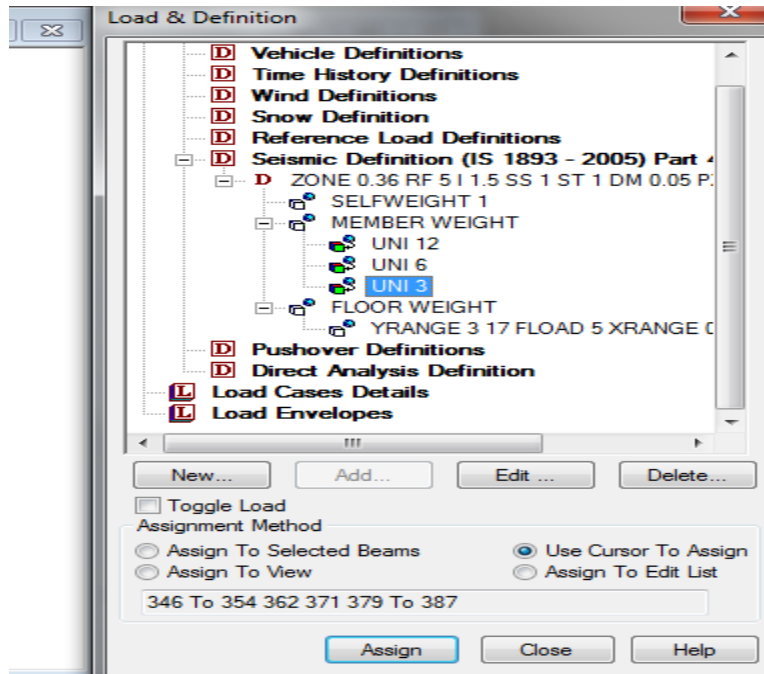 Load & Definition
Vehicle Definitions
Time History Definitions
Wind Definitions
Snow Definition
Reference Load Definitions
Seismic Definition (IS 1893 - 2005) Part 4
ZONE 0.36 RF 5 I 1.5 SS 1 ST 1 DM 0.05 P
SELFWEIGHT 1
MEMBER WEIGHT
UNI 12
UNI 6
UNI 3
FLOOR WEIGHT
YRANGE 3 17 FLOAD 5 XRANGE 0
Pushover Definitions
Direct Analysis Definition
Load Cases Details
Load Envelopes
New... Add... Edit ... Delete...
Toggle Load
Assignment Method
Assign To Selected Beams Use Cursor To Assign
Assign To View Assign To Edit List
346 To 354 362 371 379 To 387
Assign Close Help